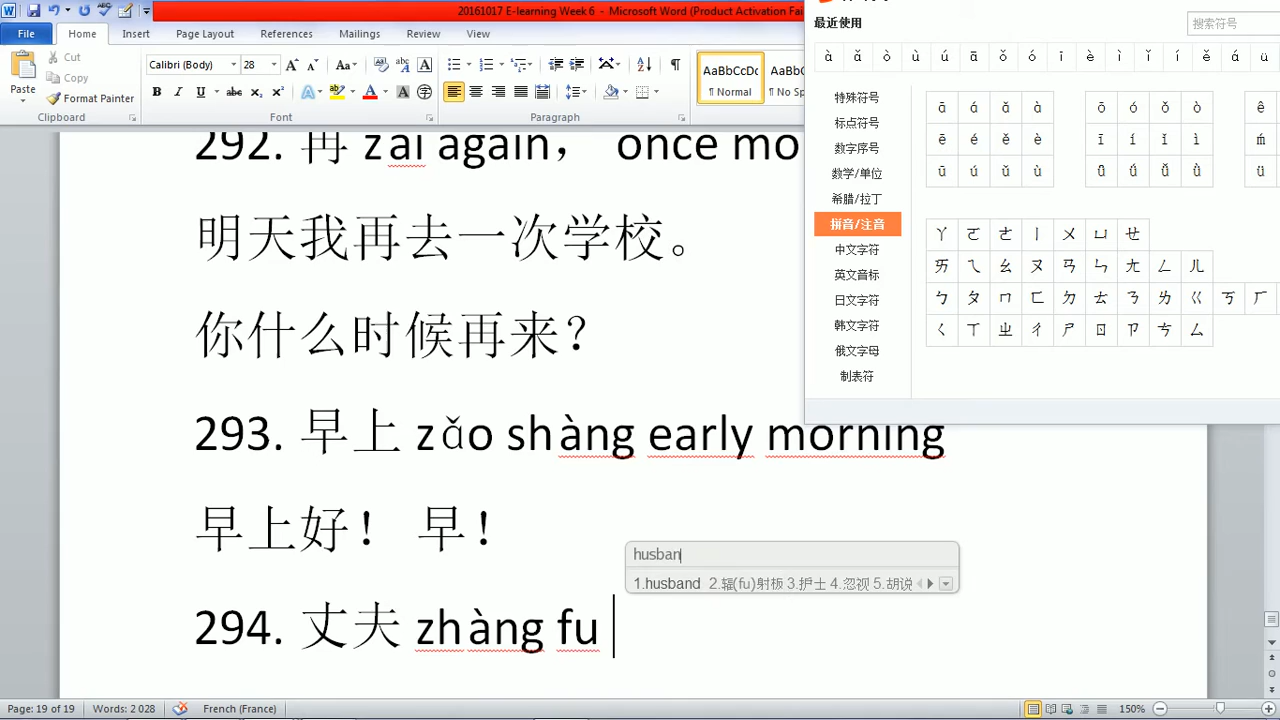 20161017 E-learning Week 6 - Microsoft Word (Product Activation Fai
File Home Insert Page Layout References Mailings Review View
Cut
Copy
Format Painter
Paste
Clipboard
Calibri (Body) 28
Font
Paragraph
AaBbCcDc
¶ Normal
AaBbC
¶ No Sp
最近使用
搜索符号
à ǎ o ù ú ā ǒ ó ī è ì ǐ í ě á ü
特殊符号
标点符号
数字序号
数学/单位
希腊/拉丁
拼音/注音
中文字符
英文音标
日文字符
韩文字符
俄文字母
制表符
ā á ǎ à ō ó ǒ ò ê
ē é ě è ī í ǐ ì ḿ
ū ú ǔ ù ǖ ǘ ǚ ǜ ü
ㄚ ㄛ ㄜ ㄧ ㄨ ㄩ ㄝ
ㄞ ㄟ ㄠ ㄡ ㄢ ㄣ ㄤ ㄥ ㄦ
ㄅ ㄆ ㄇ ㄈ ㄉ ㄊ ㄋ ㄌ ㄍ ㄎ ㄏ
ㄑ ㄒ ㄓ ㄔ ㄕ ㄖ ㄗ ㄘ ㄙ
292. 再 zai again， once mo
明天我再去一次学校。
你什么时候再来？
293. 早上 zǎo shàng early morning
早上好！ 早！
husban
1.husband 2.辐(fu)射板 3.护士 4.忽视 5.胡说
294. 丈夫 zhàng fu
Page: 19 of 19 Words: 2 028 French (France) 150%